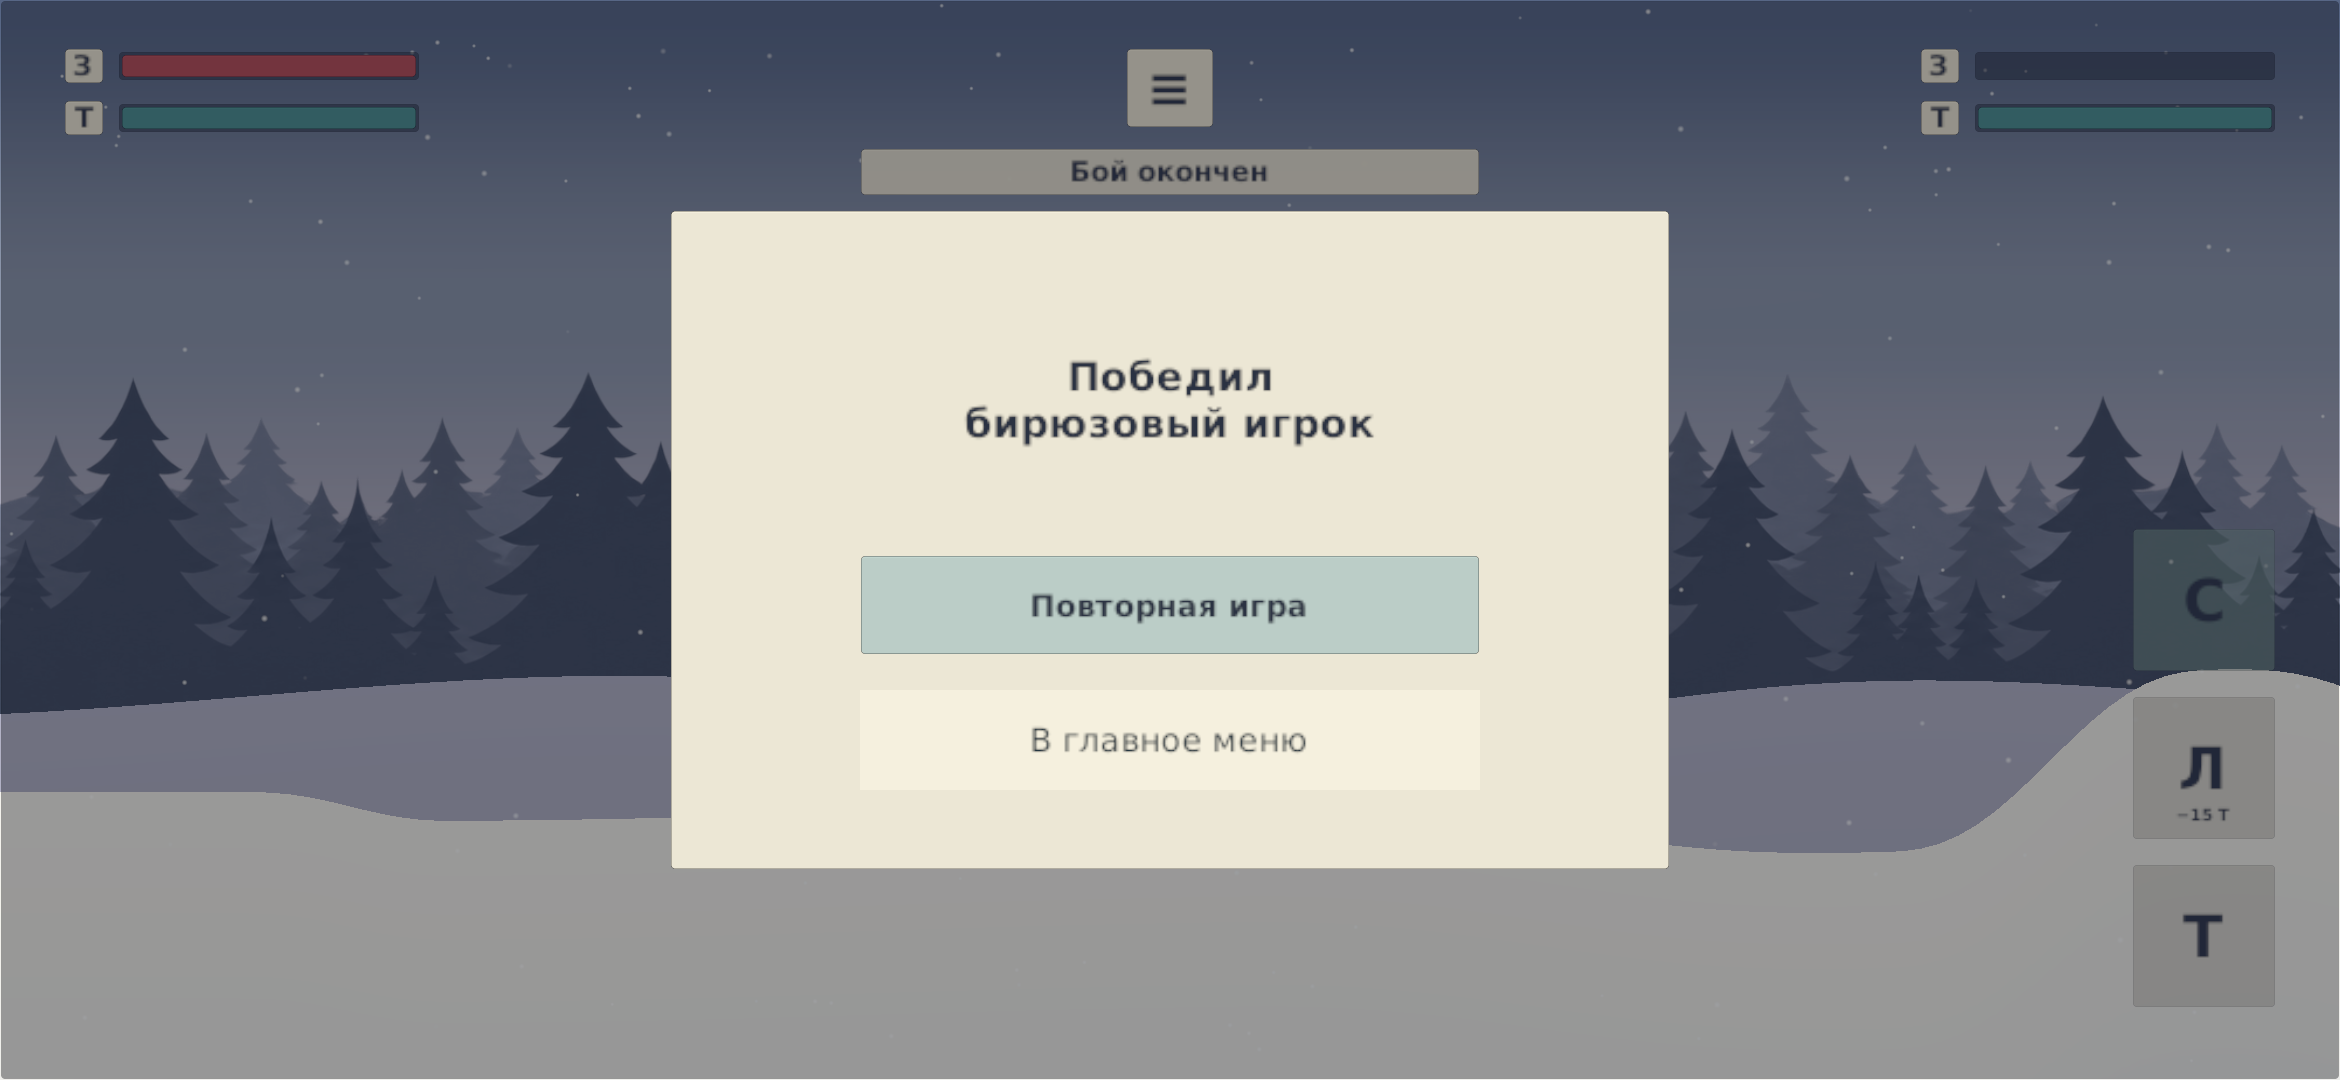 З
Т
☰
З
Т
Бой окончен
Победил
бирюзовый игрок
Повторная игра
В главное меню
С
Л
−15 Т
Т